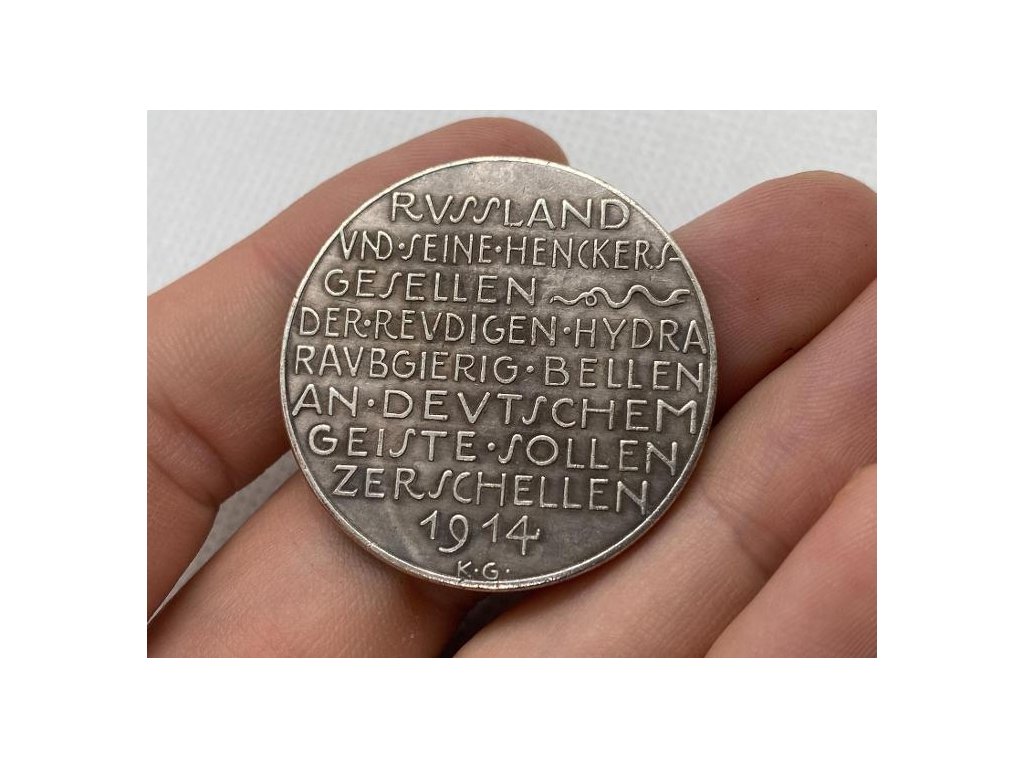 RVSSLAND
VND·SEINE·HENCKERS-
GESELLEN
DER·REVDIGEN·HYDRA
RAVBGIERIG·BELLEN
AN·DEVTSCHEM
GEISTE·SOLLEN
ZERSCHELLEN
1914
K·G·